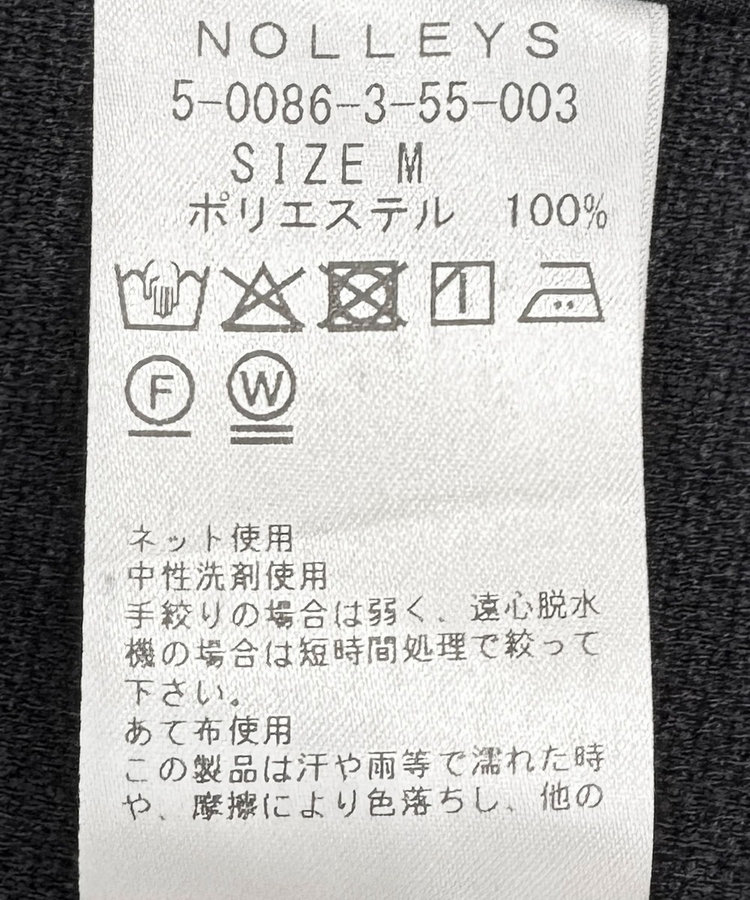 NOLLEYS
5-0086-3-55-003
SIZE M
ポリエステル 100%
F W
ネット使用
中性洗剤使用
手絞りの場合は弱く、遠心脱水
機の場合は短時間処理で絞って
下さい。
あて布使用
この製品は汗や雨等で濡れた時
や、摩擦により色落ちし、他の